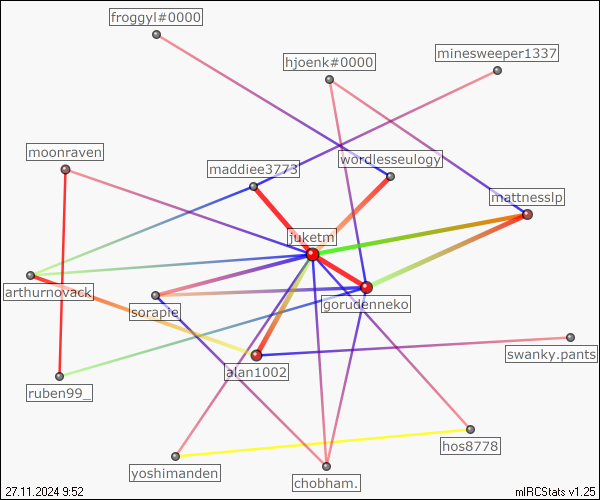 froggyl#0000
minesweeper1337
hjoenk#0000
moonraven
wordlesseulogy
maddiee3773
mattnesslp
juketm
arthurnovack
sorapie
gorudenneko
swanky.pants
alan1002
ruben99_
hos8778
yoshimanden
chobham.
27.11.2024 9:52
mIRCStats v1.25